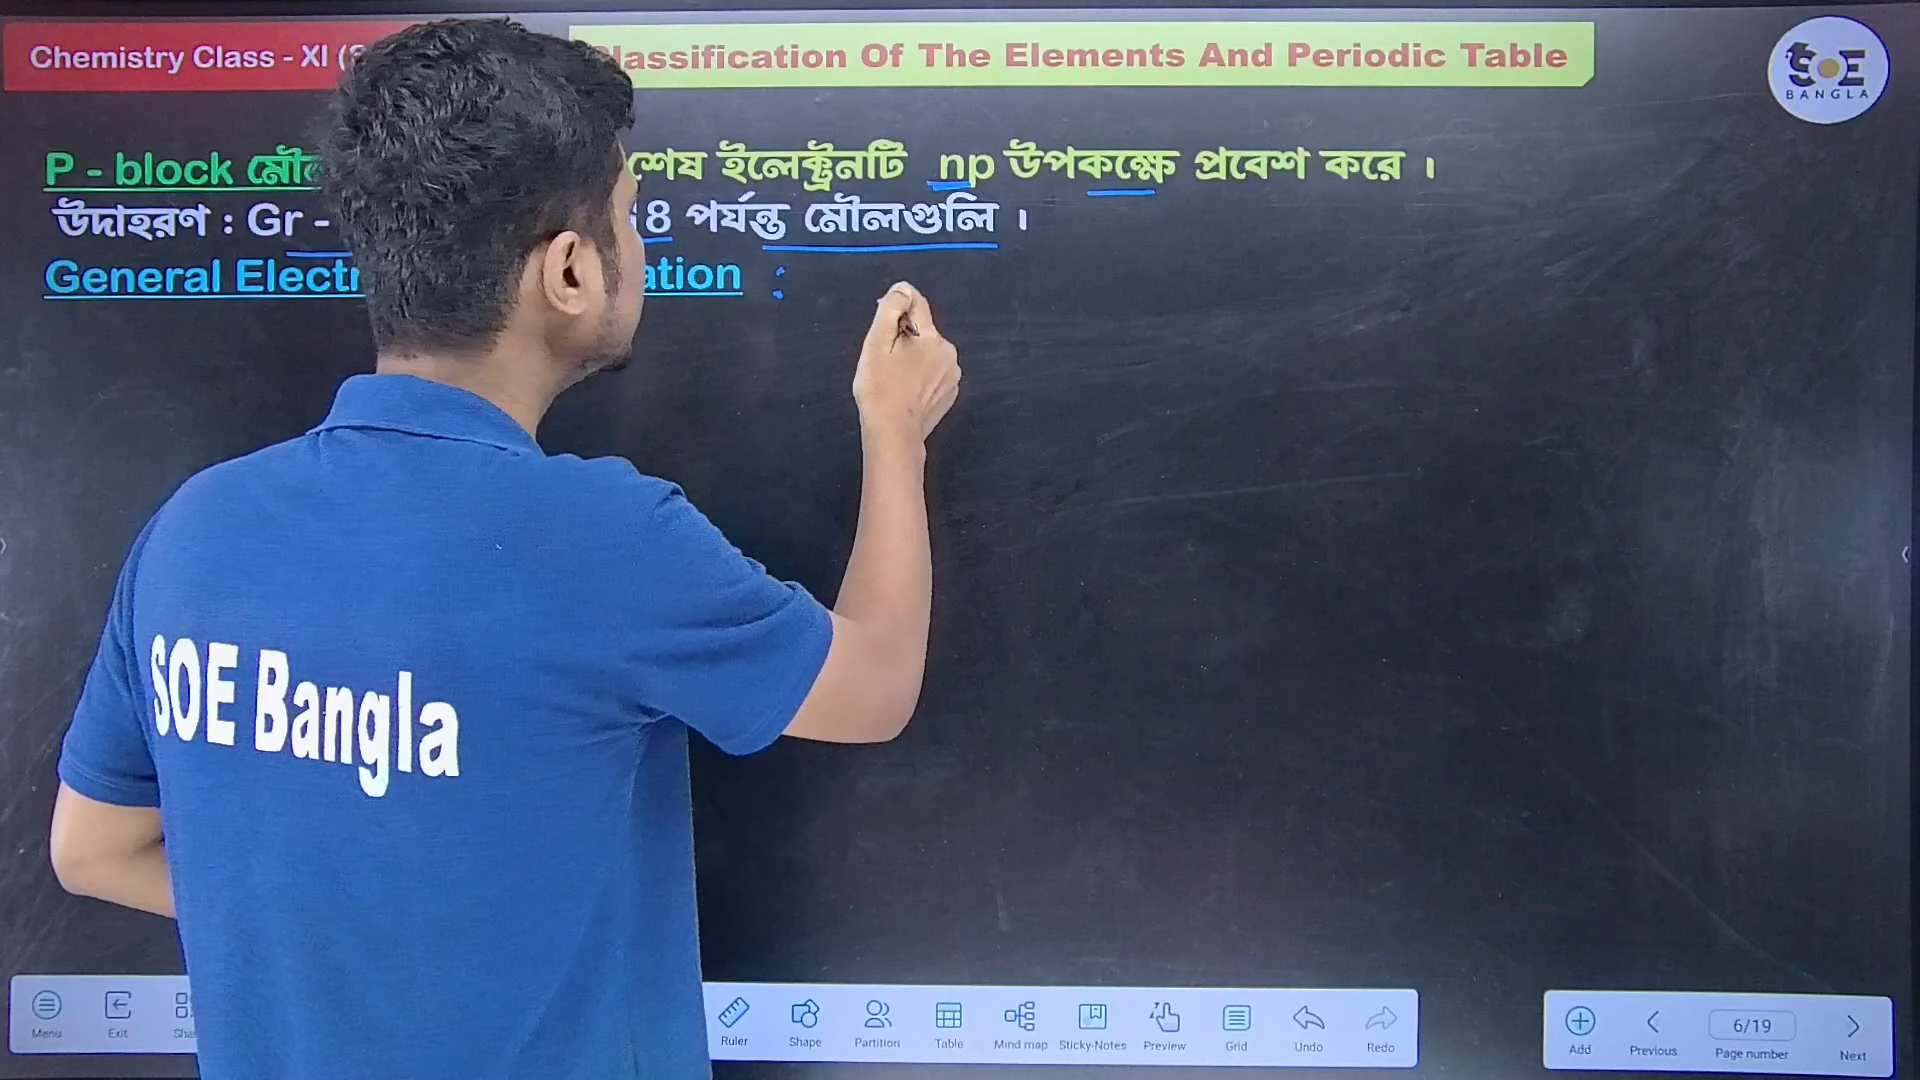 Chemistry Class - XI
lassification Of The Elements And Periodic Table
SOE
BANGLA
P - block মৌল
শেষ ইলেক্ট্রনটি np উপকক্ষে প্রবেশ করে ।
উদাহরণ : Gr -
18 পর্যন্ত মৌলগুলি ।
General Electr
ation :
SOE Bangla
Menu
Exit
Ruler
Shape
Partition
Table
Mind map
Sticky-Notes
Preview
Grid
Undo
Redo
Add
Previous
6/19
Page number
Next